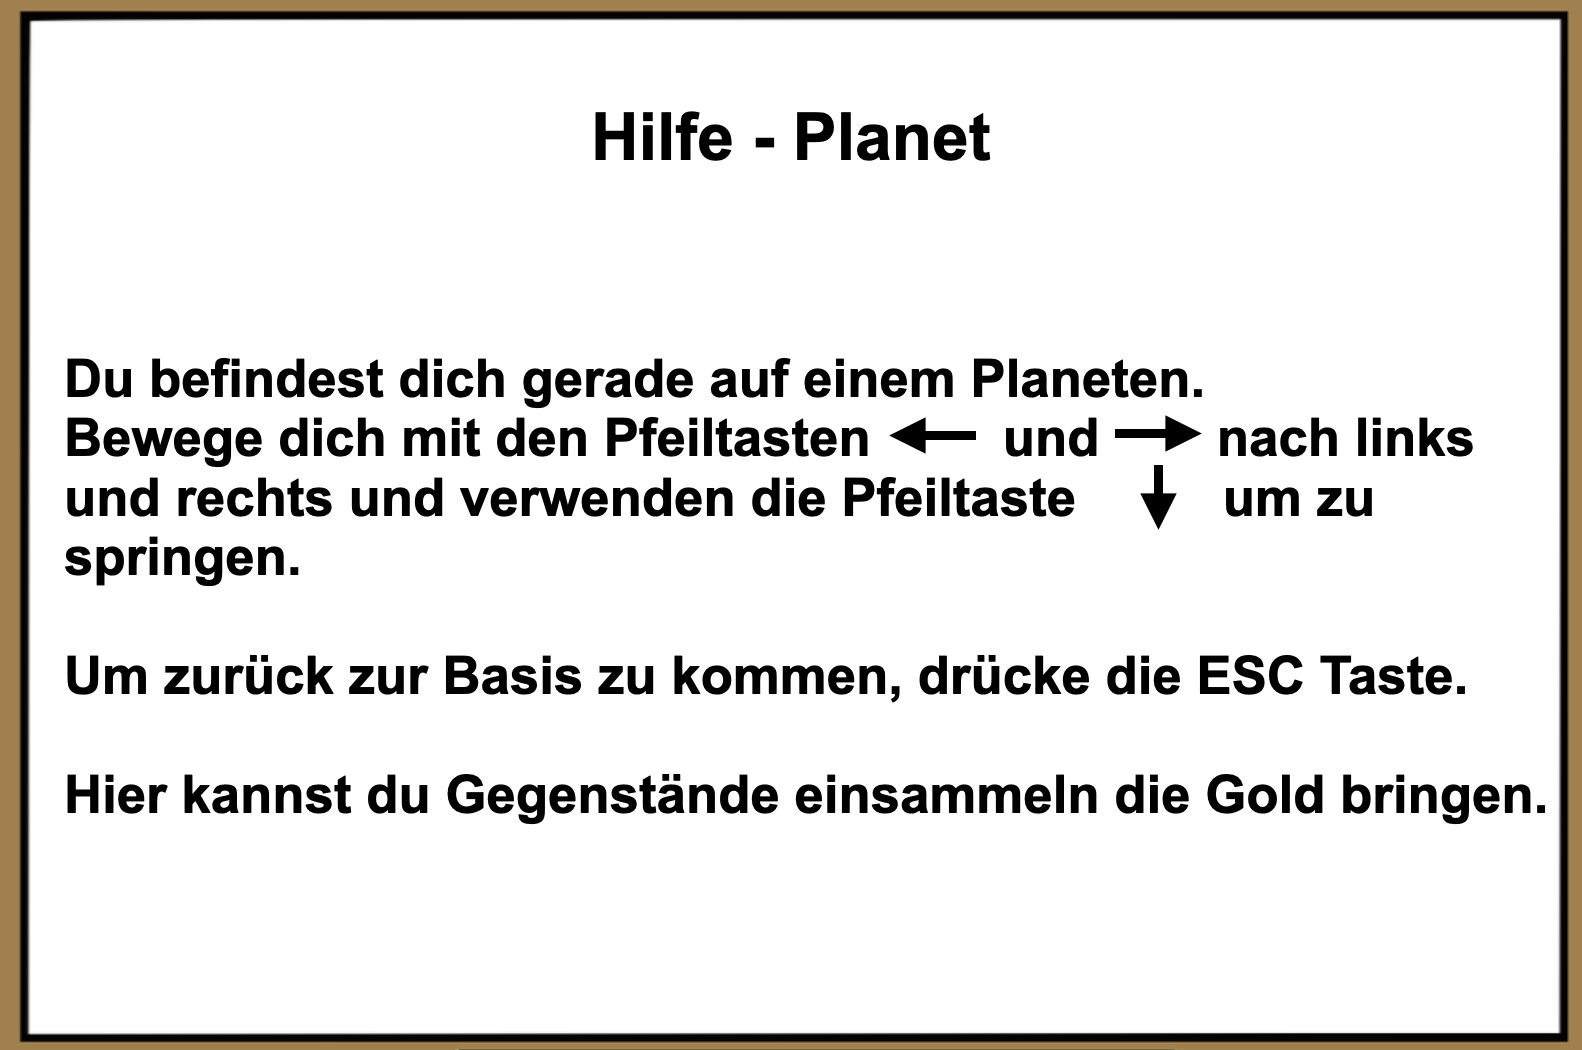 Hilfe - Planet
Du befindest dich gerade auf einem Planeten.
Bewege dich mit den Pfeiltasten ← und → nach links
und rechts und verwenden die Pfeiltaste ↓ um zu
springen.
Um zurück zur Basis zu kommen, drücke die ESC Taste.
Hier kannst du Gegenstände einsammeln die Gold bringen.